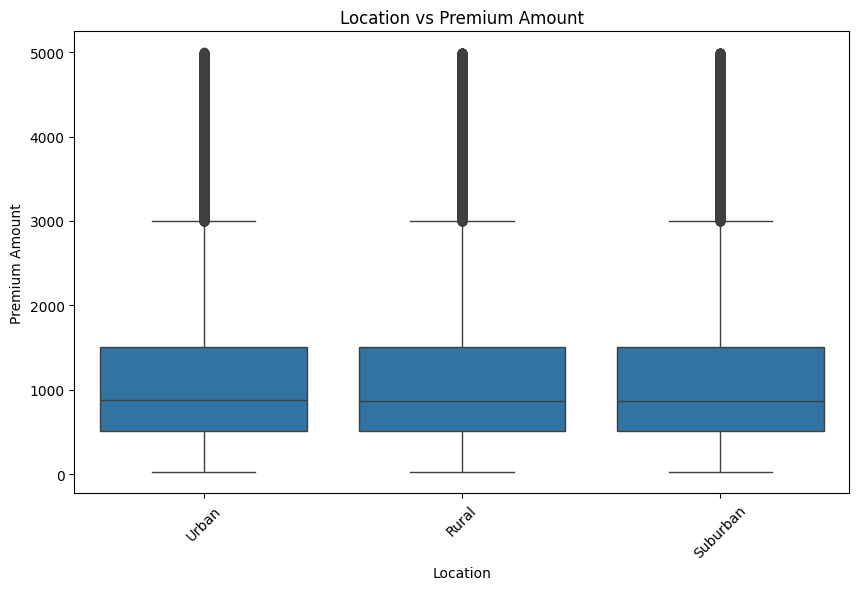 Location vs Premium Amount
Premium Amount
5000
4000
3000
2000
1000
0
Urban
Rural
Suburban
Location